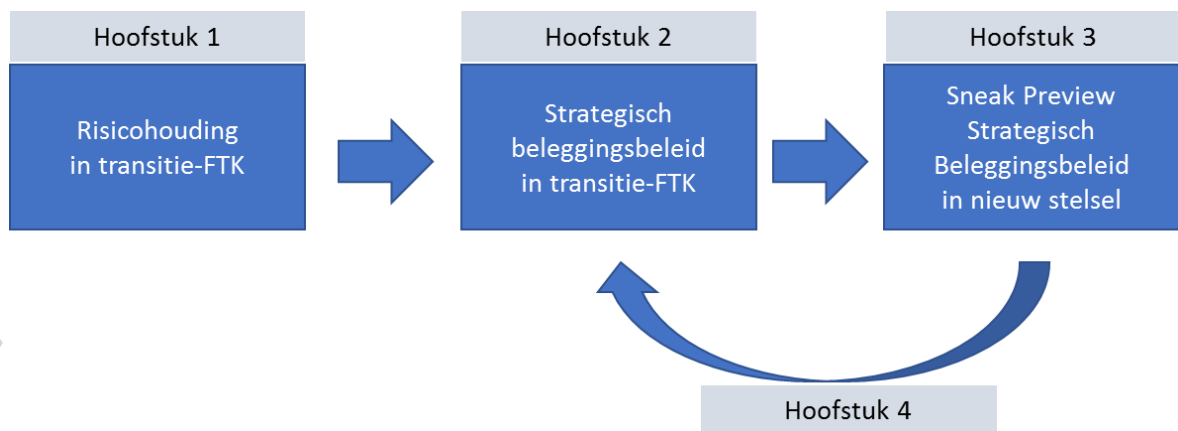 Hoofstuk 1
Risicohouding
in transitie-FTK
Hoofstuk 2
Strategisch
beleggingsbeleid
in transitie-FTK
Hoofstuk 3
Sneak Preview
Strategisch
Beleggingsbeleid
in nieuw stelsel
Hoofstuk 4